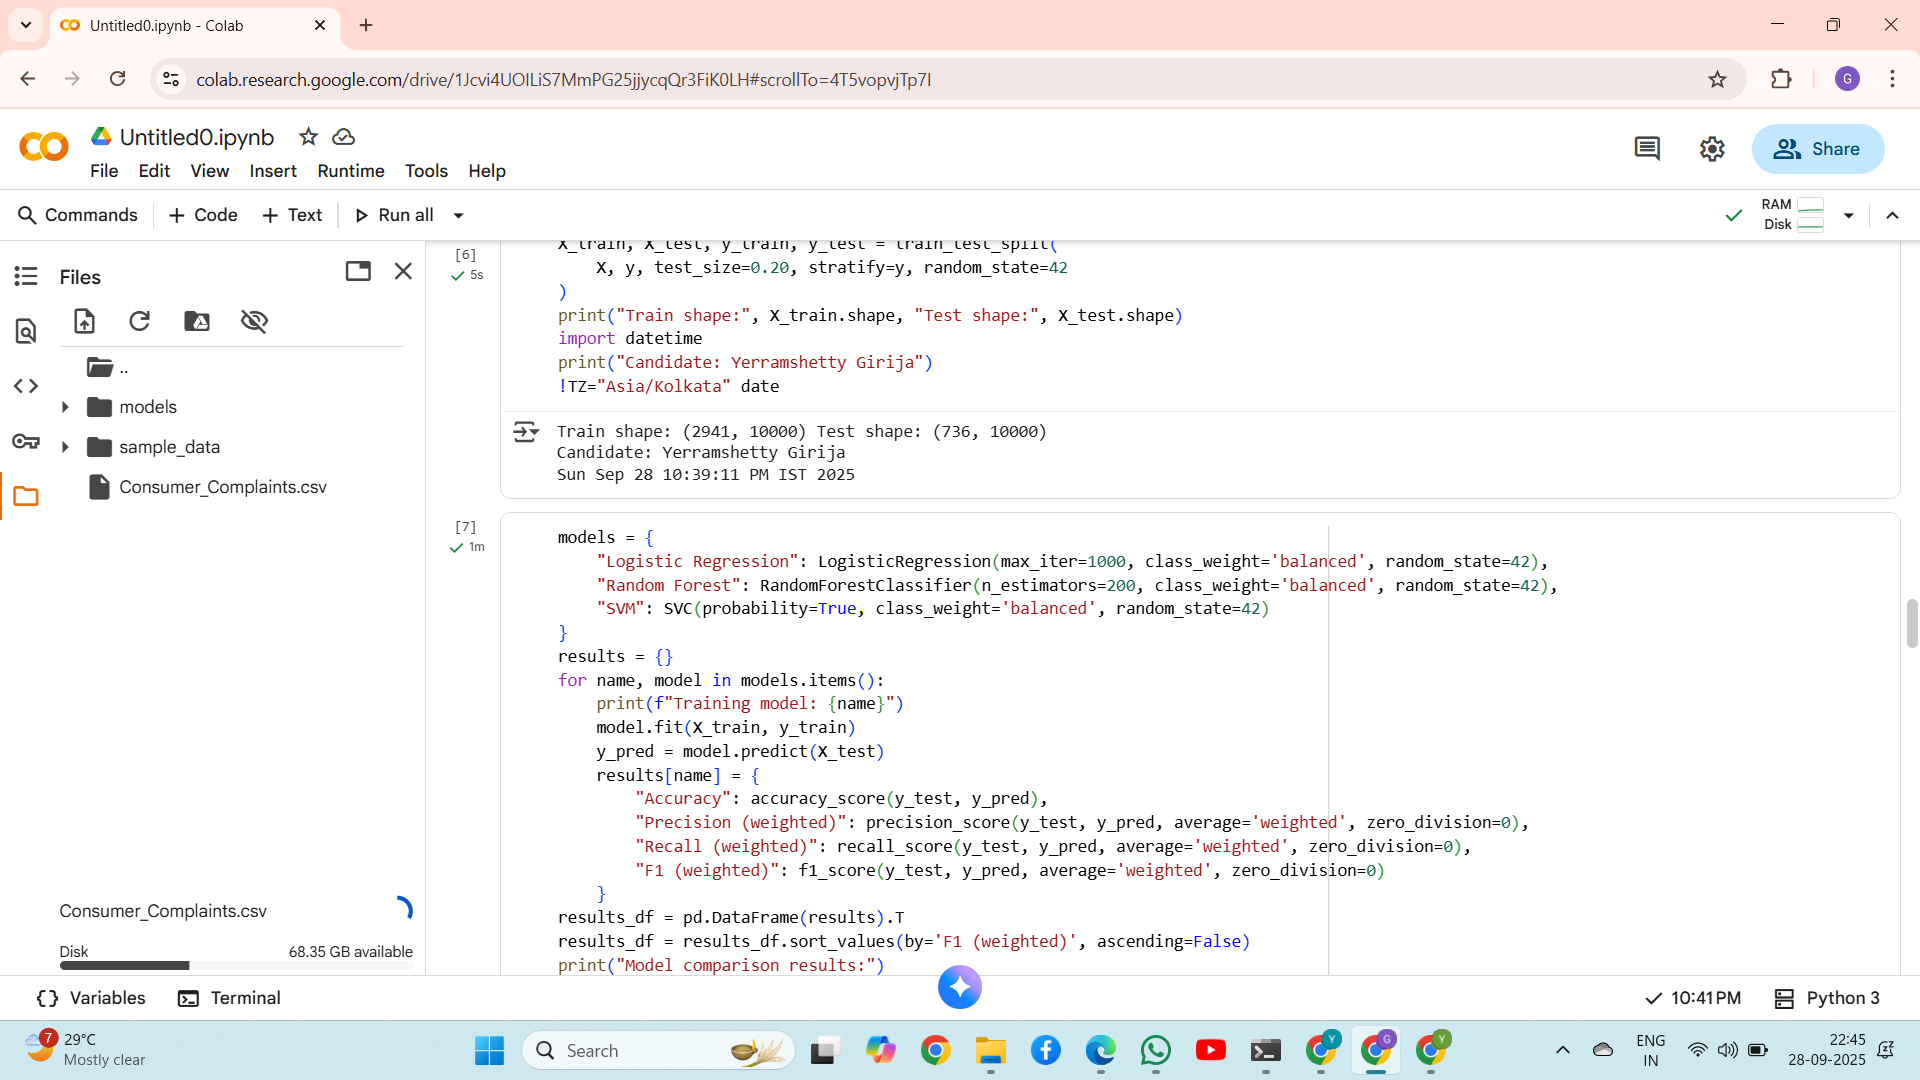 Untitled0.ipynb - Colab
colab.research.google.com/drive/1Jcvi4UOILiS7MmPG25jjycqQr3FiK0LH#scrollTo=4T5vopvjTp7I
G
Untitled0.ipynb
File Edit View Insert Runtime Tools Help
Share
Commands + Code + Text Run all
RAM
Disk
Files
..
models
sample_data
Consumer_Complaints.csv
Consumer_Complaints.csv
Disk 68.35 GB available
[6]
5s
X_train, X_test, y_train, y_test = train_test_split(
X, y, test_size=0.20, stratify=y, random_state=42
)
print("Train shape:", X_train.shape, "Test shape:", X_test.shape)
import datetime
print("Candidate: Yerramshetty Girija")
!TZ="Asia/Kolkata" date
Train shape: (2941, 10000) Test shape: (736, 10000)
Candidate: Yerramshetty Girija
Sun Sep 28 10:39:11 PM IST 2025
[7]
1m
models = {
"Logistic Regression": LogisticRegression(max_iter=1000, class_weight='balanced', random_state=42),
"Random Forest": RandomForestClassifier(n_estimators=200, class_weight='balanced', random_state=42),
"SVM": SVC(probability=True, class_weight='balanced', random_state=42)
}
results = {}
for name, model in models.items():
print(f"Training model: {name}")
model.fit(X_train, y_train)
y_pred = model.predict(X_test)
results[name] = {
"Accuracy": accuracy_score(y_test, y_pred),
"Precision (weighted)": precision_score(y_test, y_pred, average='weighted', zero_division=0),
"Recall (weighted)": recall_score(y_test, y_pred, average='weighted', zero_division=0),
"F1 (weighted)": f1_score(y_test, y_pred, average='weighted', zero_division=0)
}
results_df = pd.DataFrame(results).T
results_df = results_df.sort_values(by='F1 (weighted)', ascending=False)
print("Model comparison results:")
Variables Terminal
10:41 PM Python 3
7
29°C
Mostly clear
Search
Y
G
Y
ENG
IN
22:45
28-09-2025